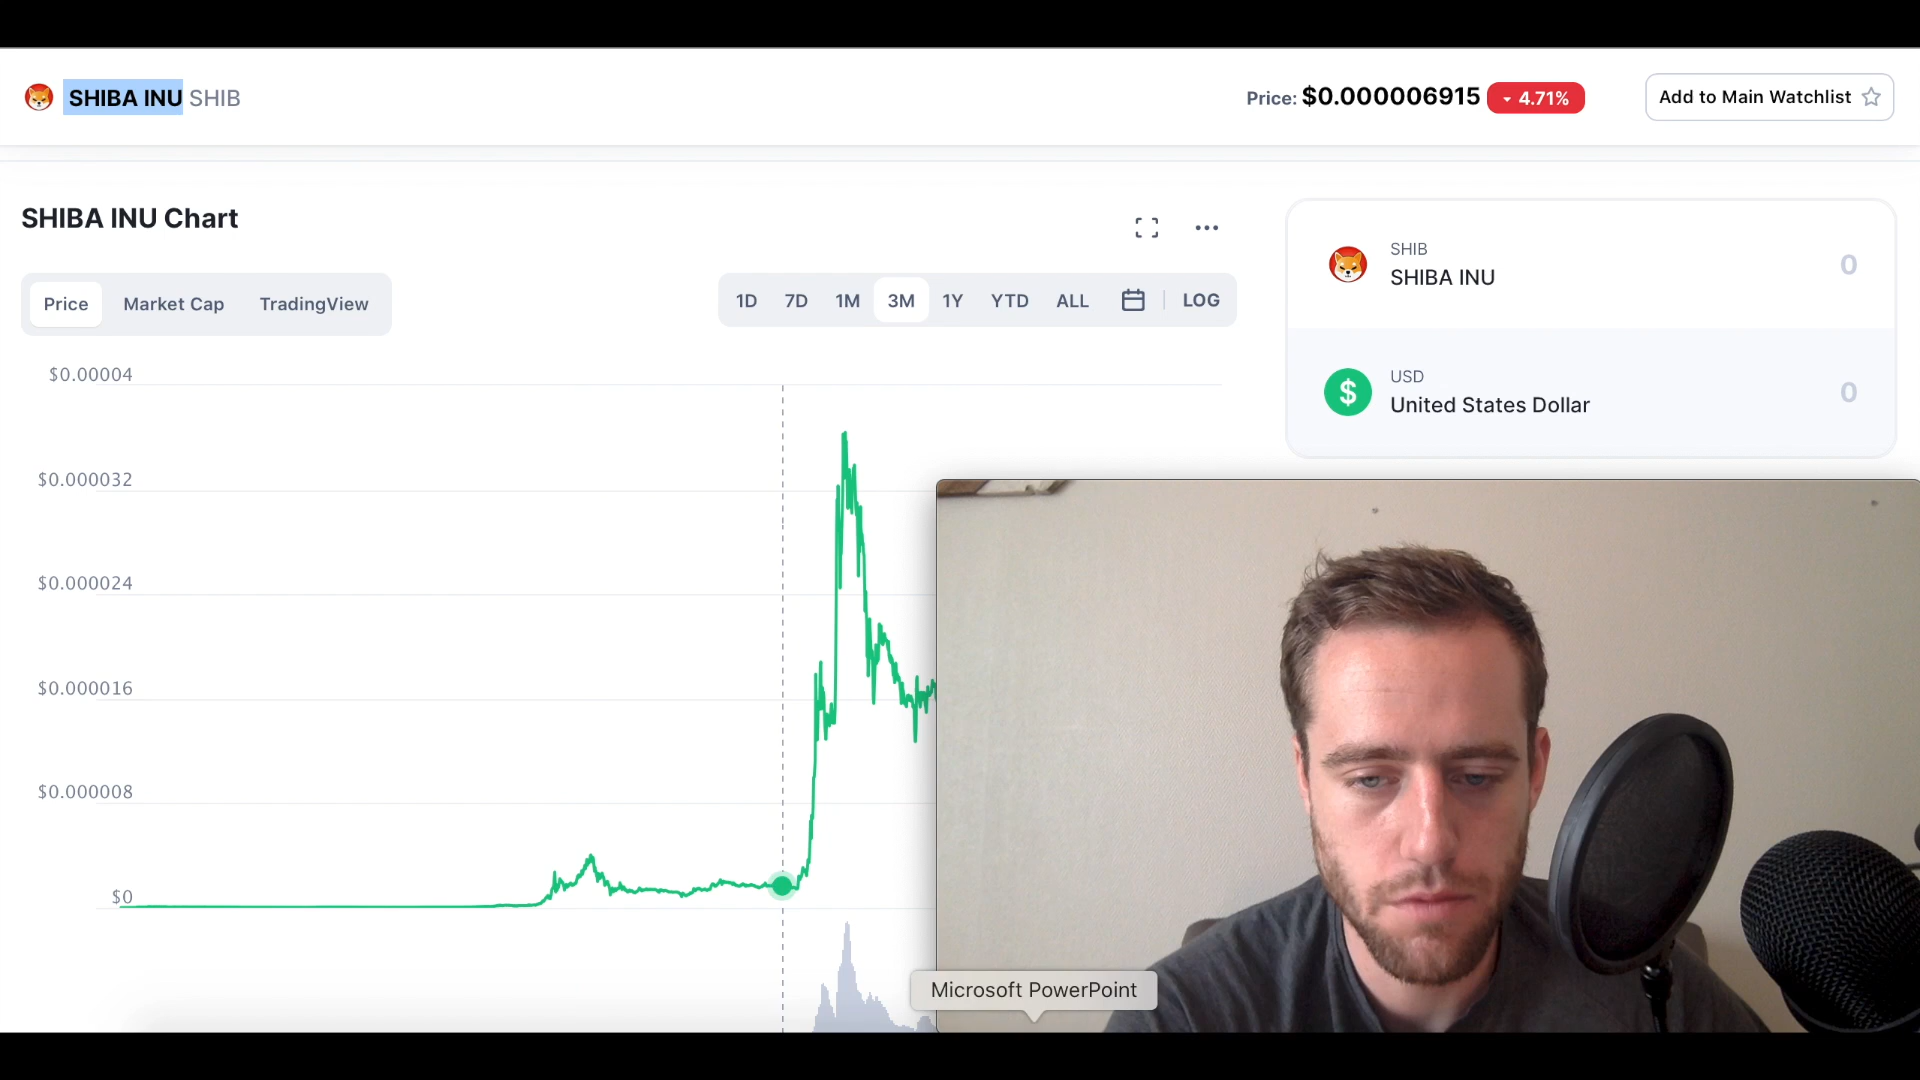 SHIBA INU SHIB
Price: $0.000006915 4.71%
Add to Main Watchlist
SHIBA INU Chart
Price Market Cap TradingView
1D 7D 1M 3M 1Y YTD ALL LOG
SHIB
SHIBA INU
0
USD
United States Dollar
0
$0.00004
$0.000032
$0.000024
$0.000016
$0.000008
$0
Microsoft PowerPoint